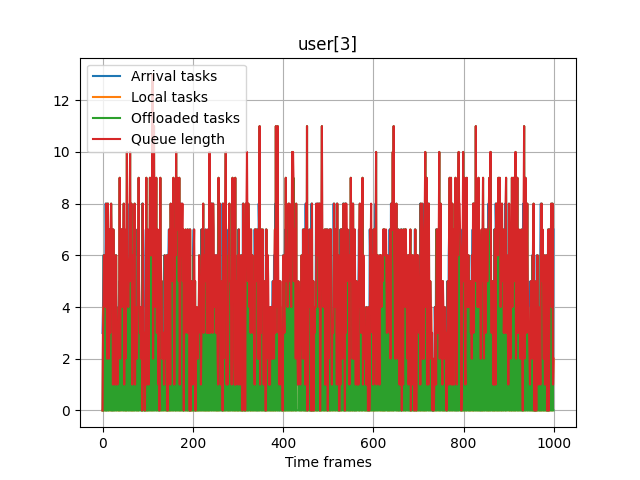 user[3]
Arrival tasks
Local tasks
Offloaded tasks
Queue length
12
10
8
6
4
2
0
0 200 400 600 800 1000
Time frames